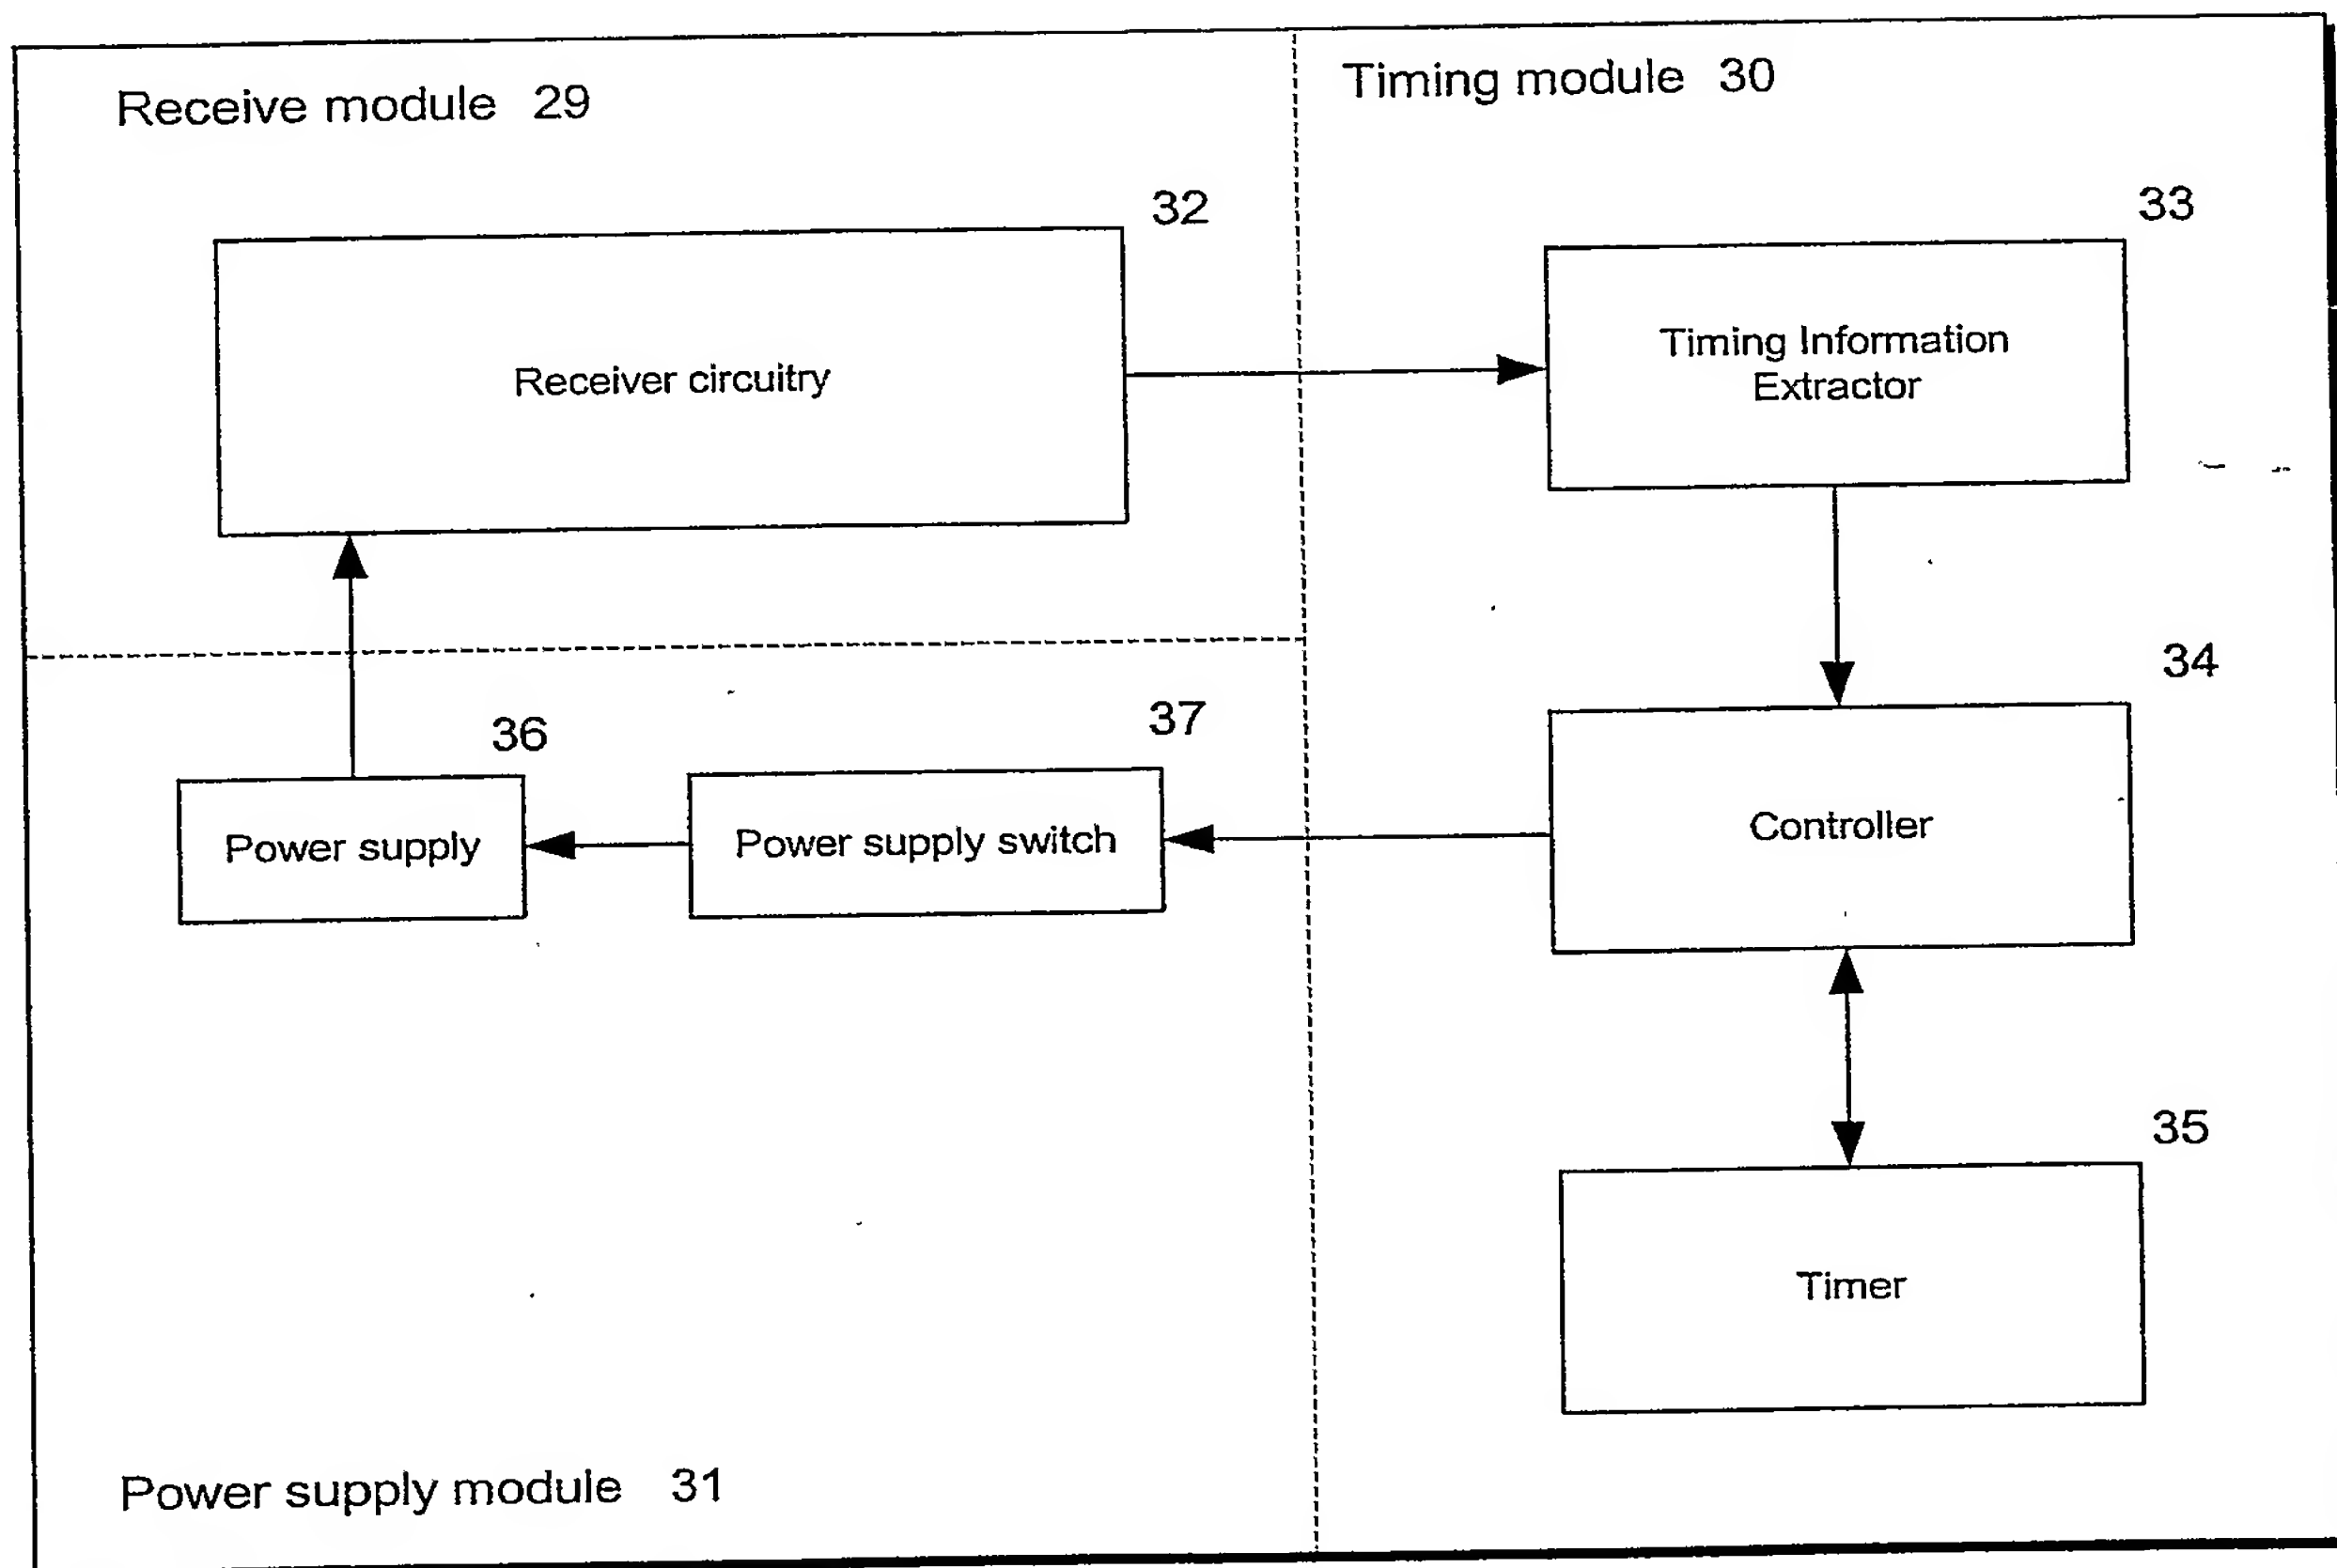 Receive module 29
Timing module 30
32
33
Receiver circuitry
Timing Information
Extractor
34
36
37
Power supply
Power supply switch
Controller
35
Timer
Power supply module 31